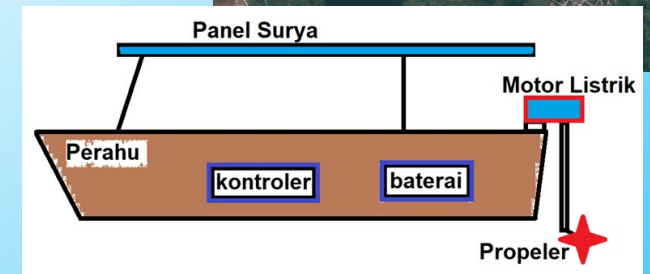 Panel Surya
Motor Listrik
Perahu
kontroler
baterai
Propeler